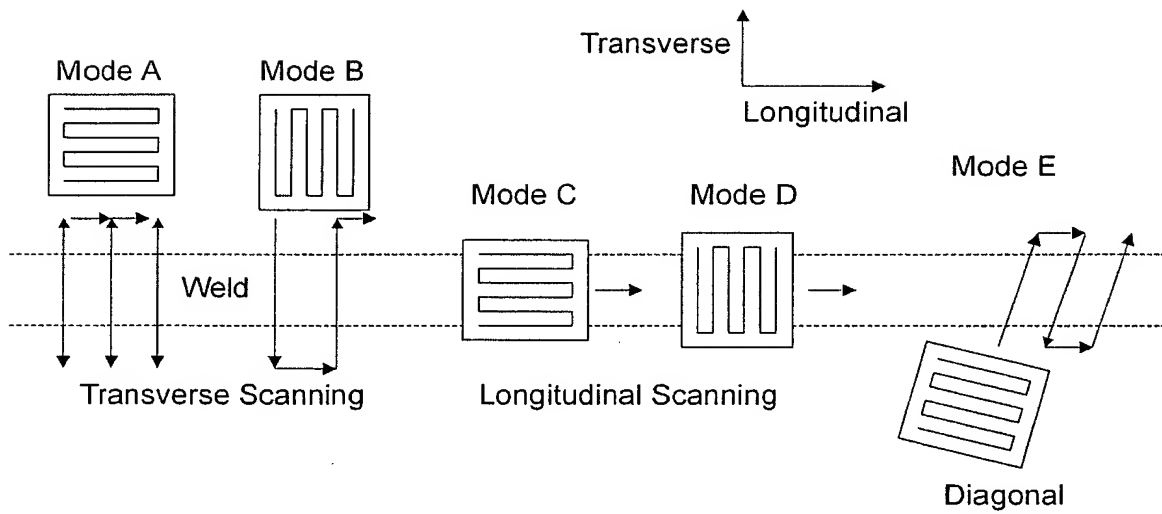 Transverse
Longitudinal
Mode A
Mode B
Mode C
Mode D
Mode E
Weld
Transverse Scanning
Longitudinal Scanning
Diagonal